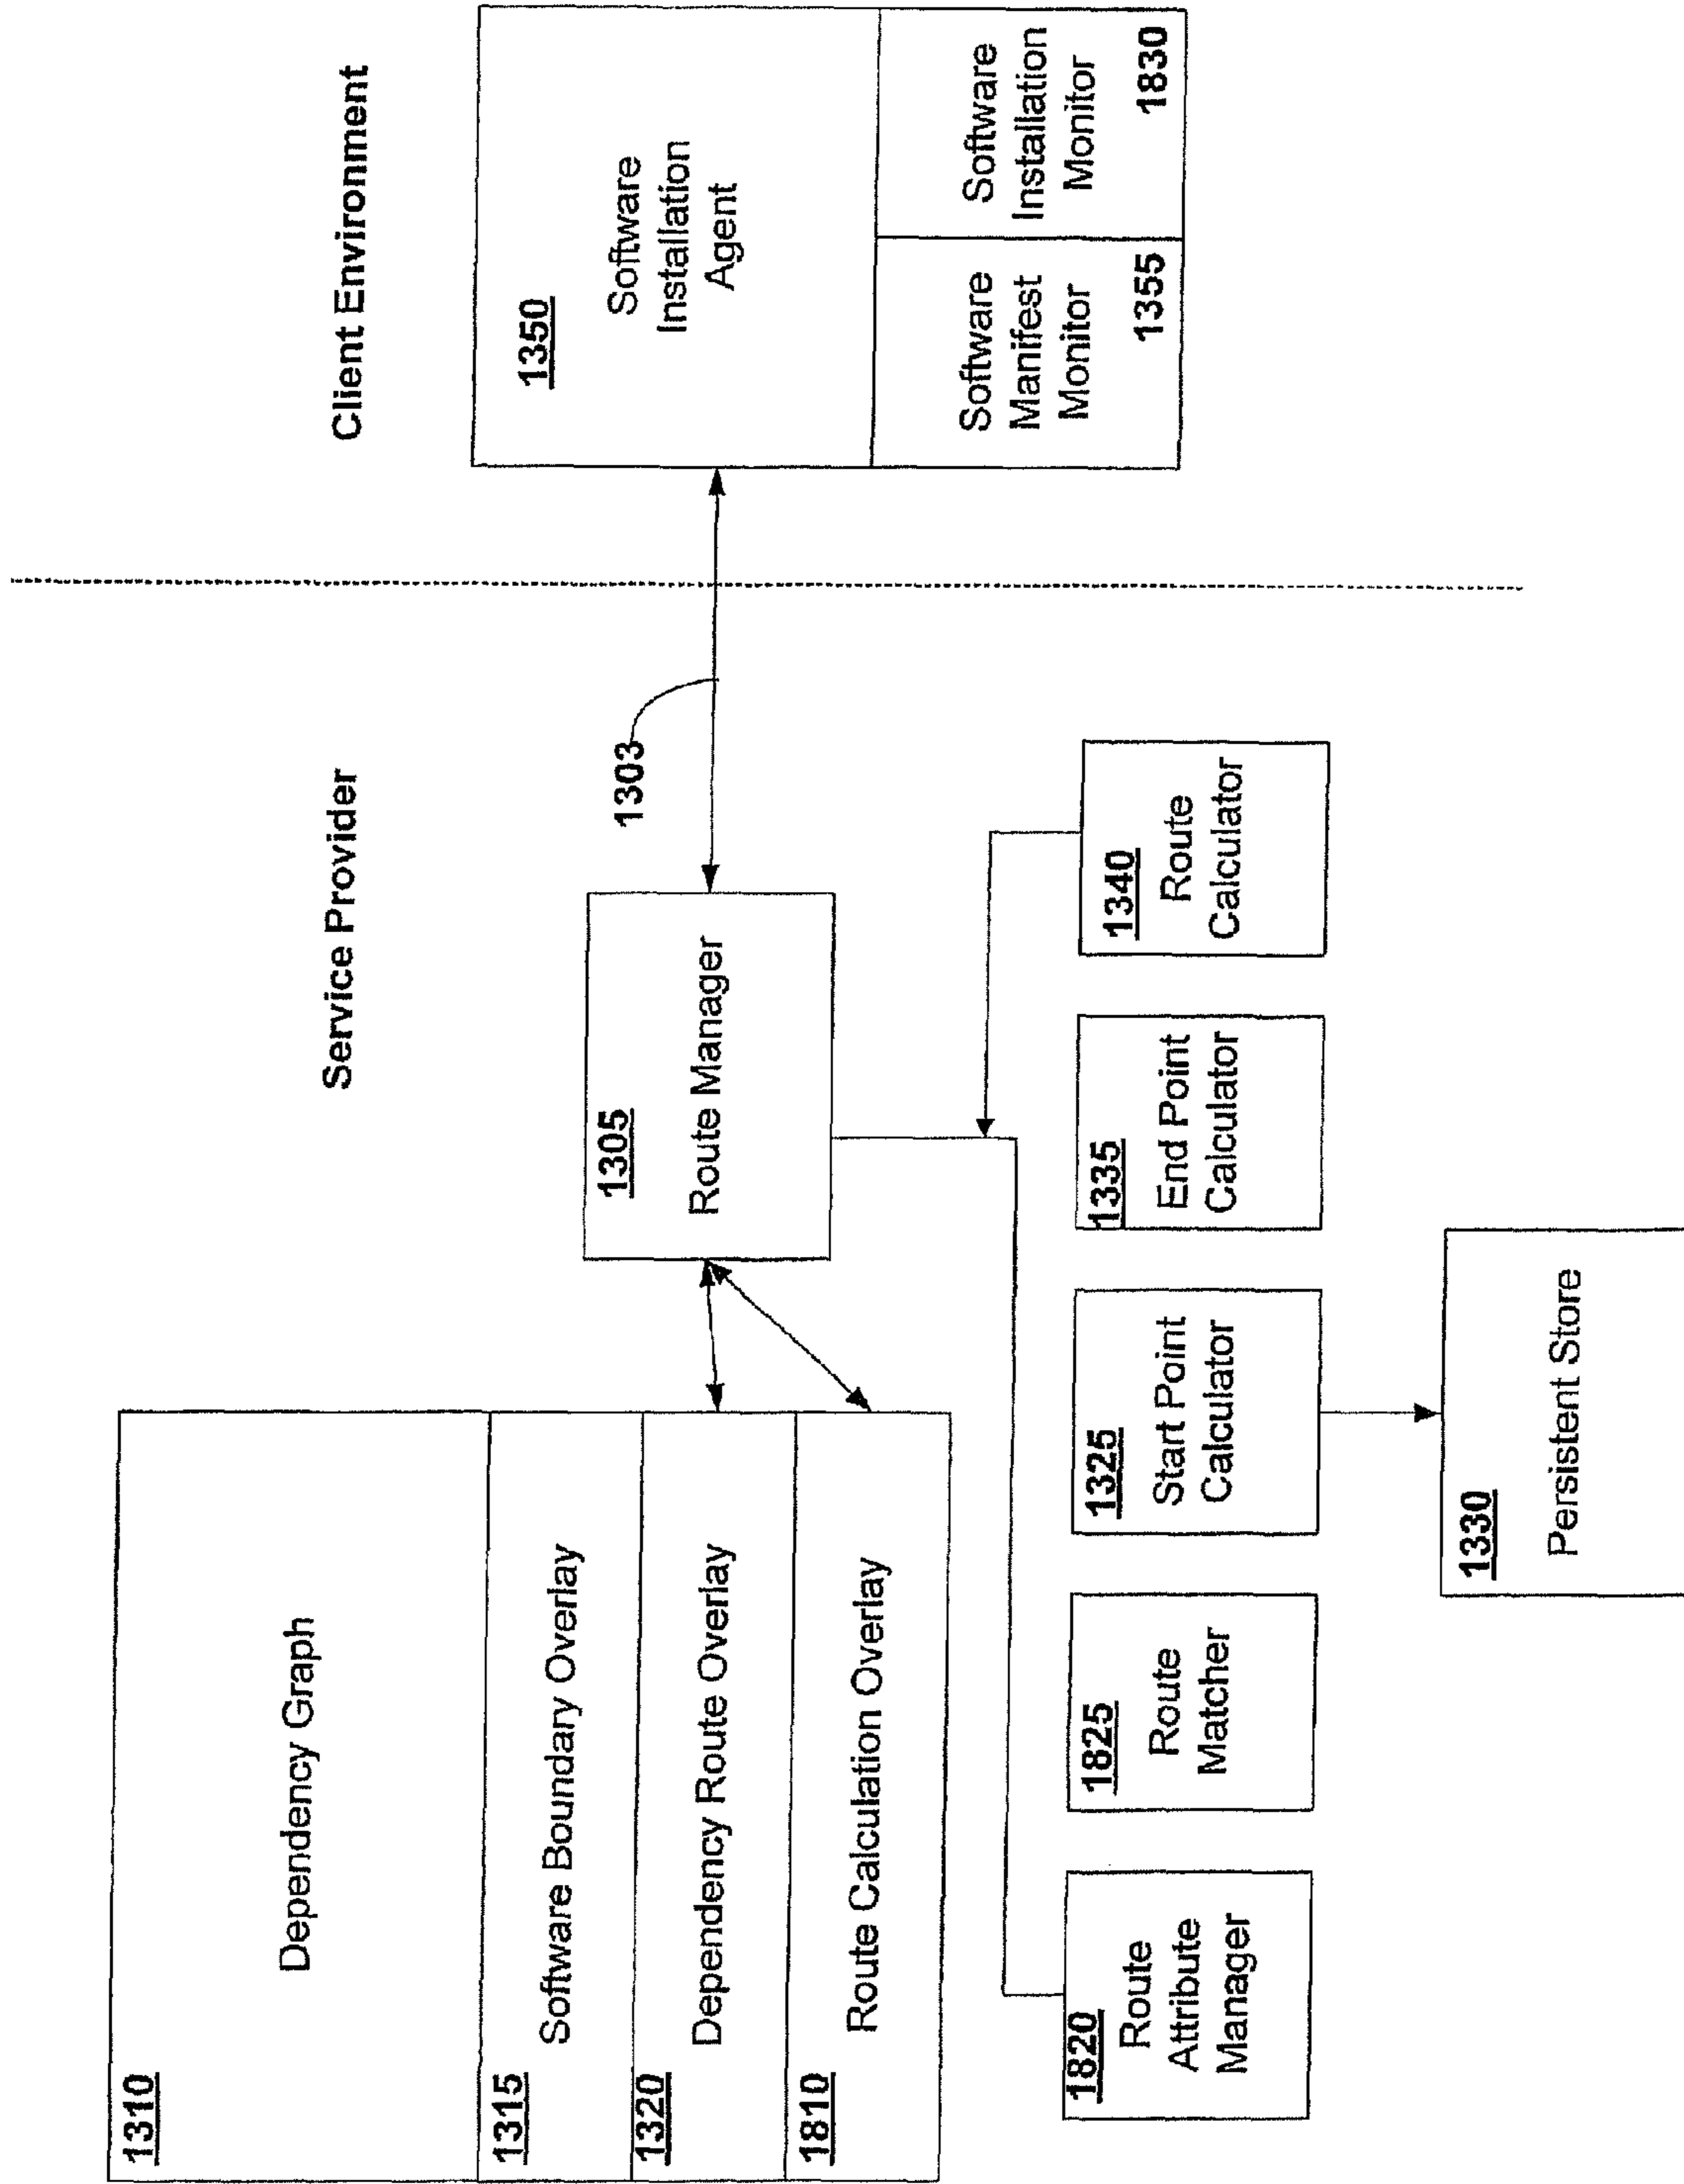 Service Provider
Client Environment
1310
Dependency Graph
1315
Software Boundary Overlay
1320
Dependency Route Overlay
1810
Route Calculation Overlay
1305
Route Manager
1303
1350
Software
Installation
Agent
Software
Manifest
Monitor
1355
Software
Installation
Monitor
1830
1820
Route
Attribute
Manager
1825
Route
Matcher
1325
Start Point
Calculator
1335
End Point
Calculator
1340
Route
Calculator
1330
Persistent Store